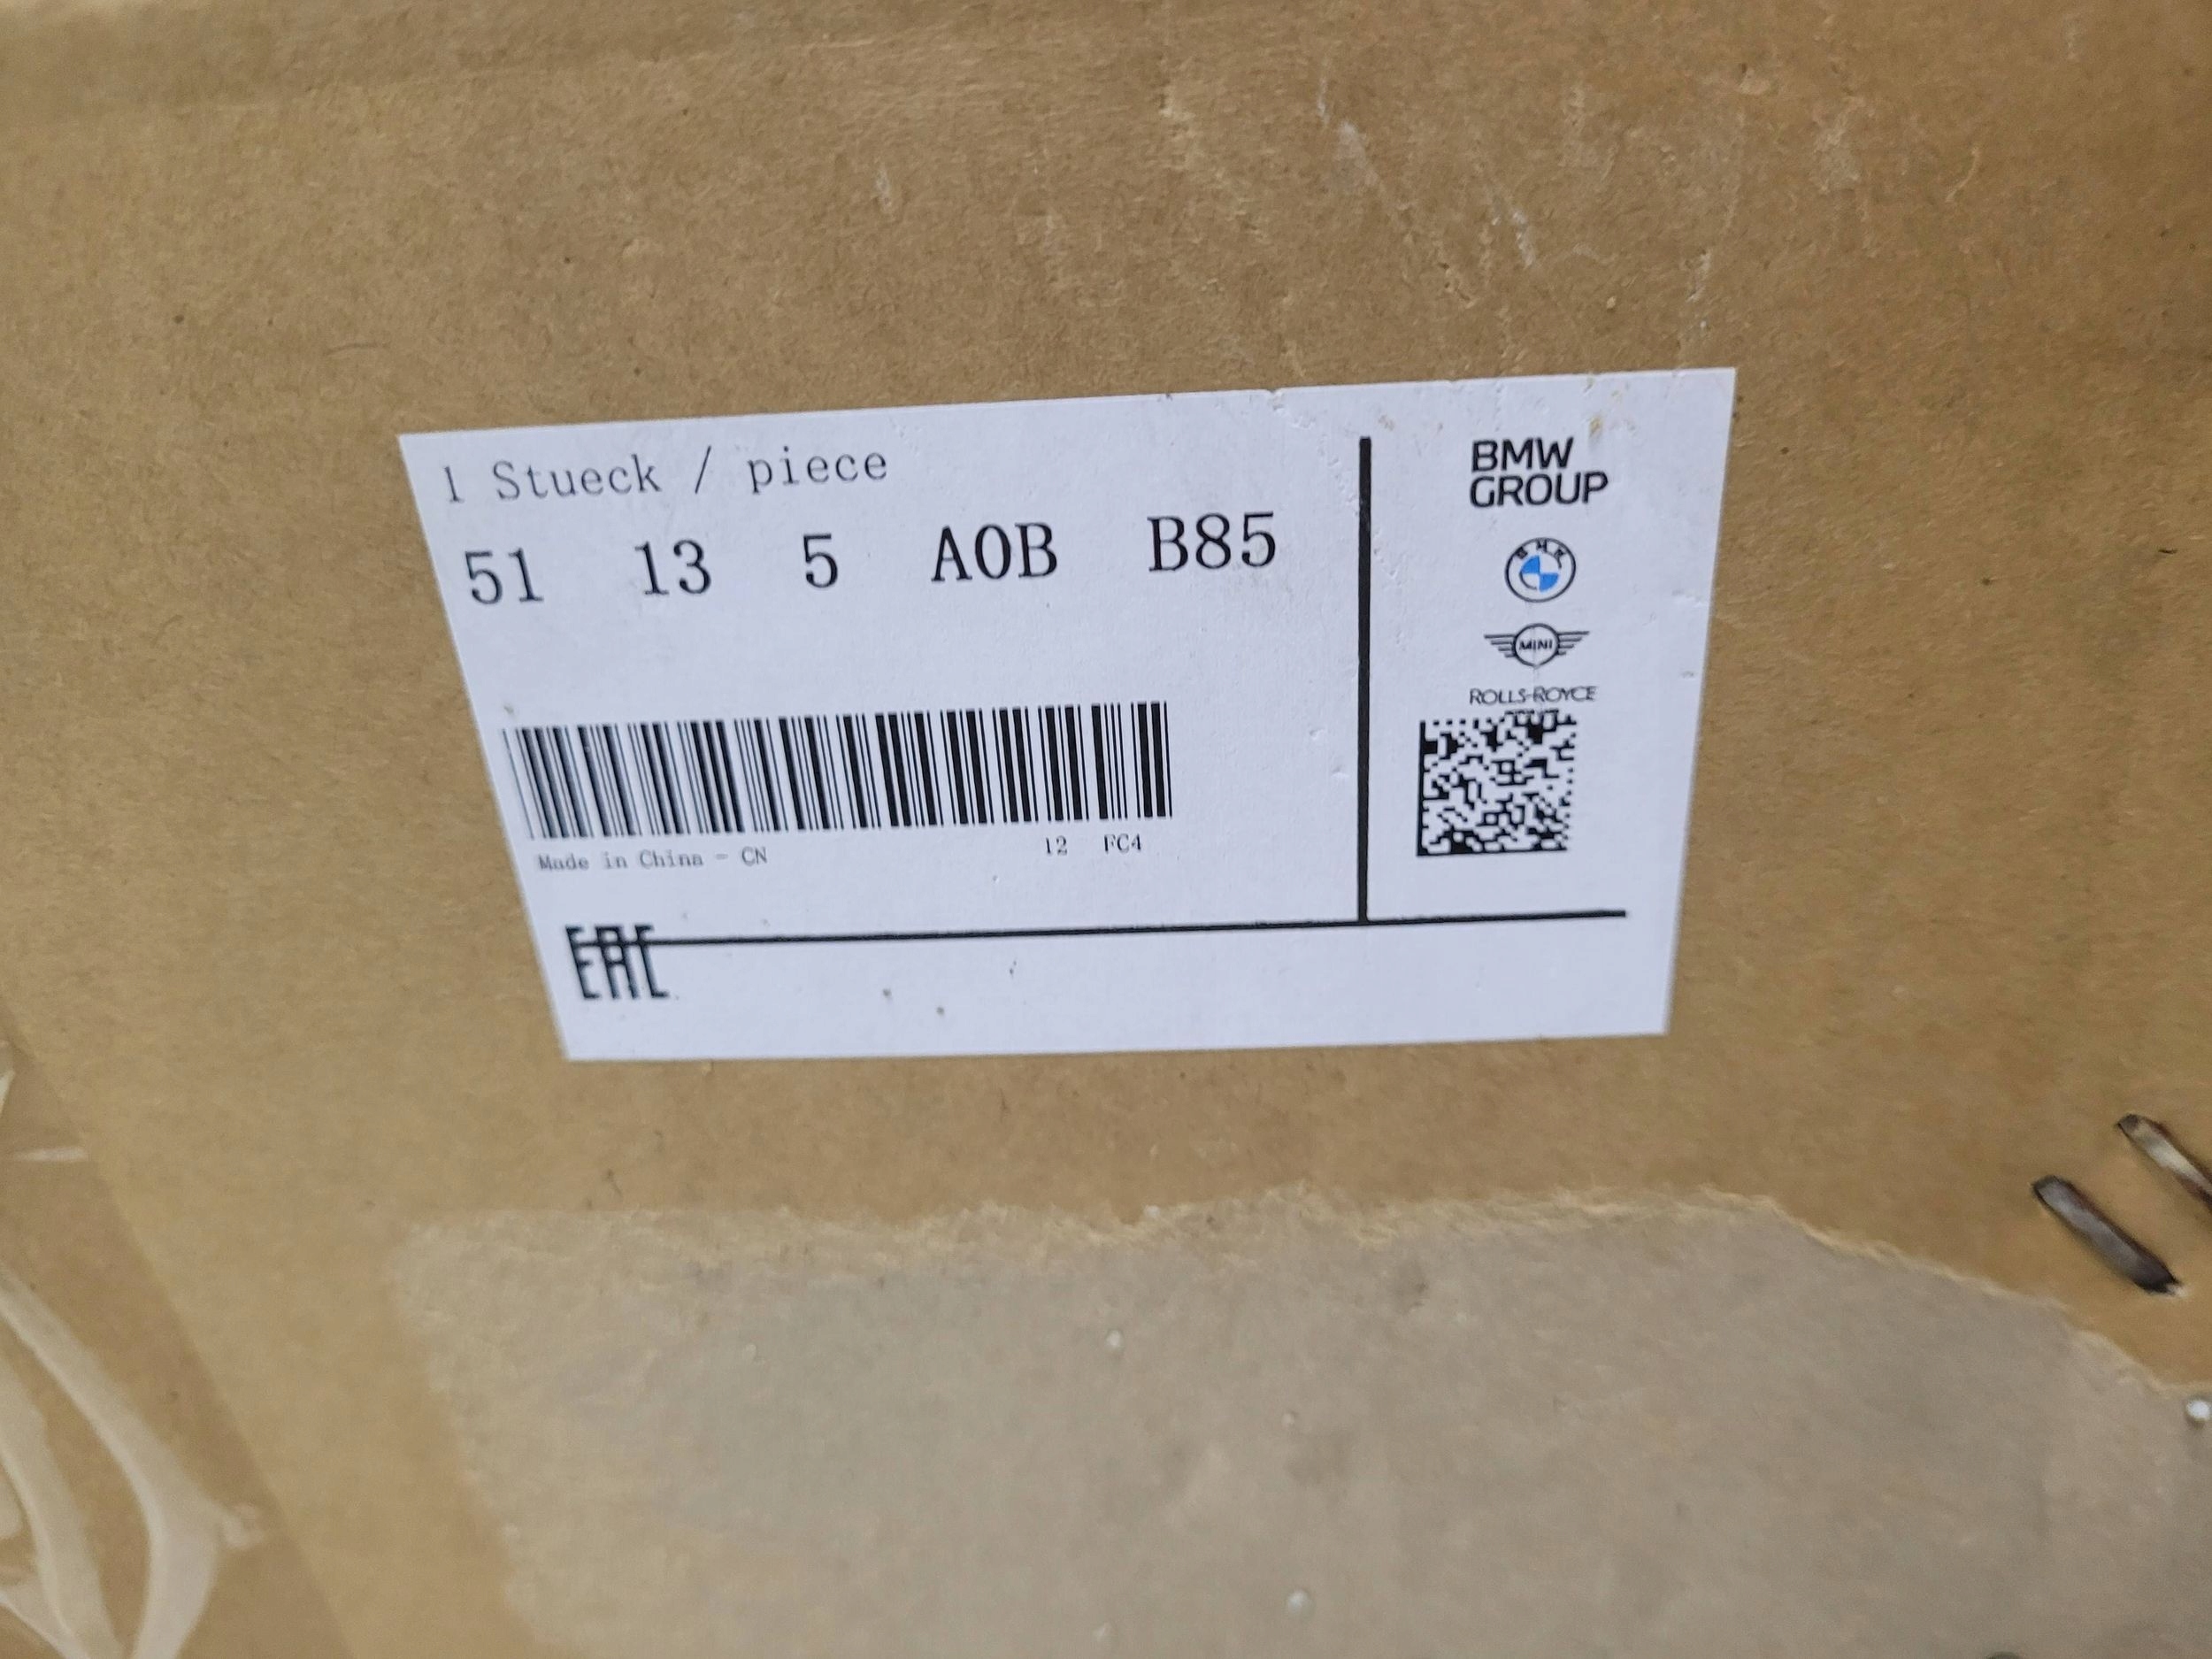 1 Stueck / piece
51 13 5 A0B B85
Made in China - CN
12 FC4
EAC
BMW
GROUP
BMW
MINI
ROLLS-ROYCE